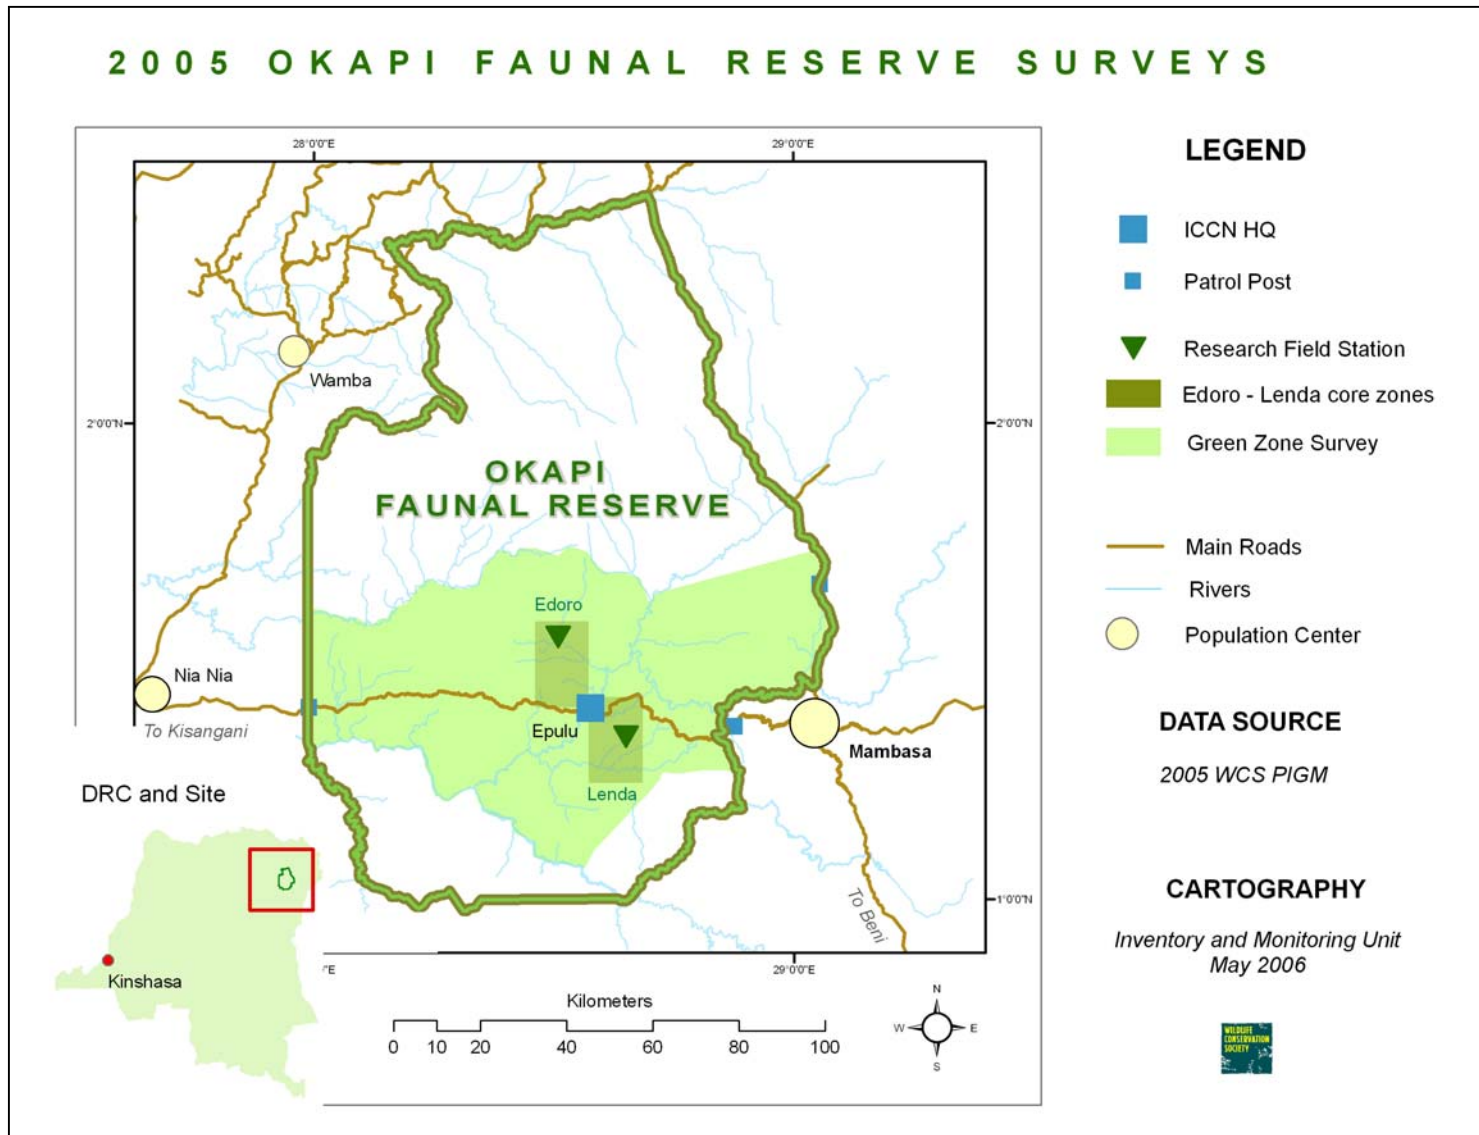 2005 OKAPI FAUNAL RESERVE SURVEYS
28°0'0"E
29°0'0"E
2°0'0"N
2°0'0"N
Wamba
OKAPI
FAUNAL RESERVE
Edoro
Nia Nia
To Kisangani
Epulu
Mambasa
Lenda
To Beni
1°0'0"N
"E
29°0'0"E
DRC and Site
Kinshasa
Kilometers
0 10 20 40 60 80 100
N
W E
S
LEGEND
ICCN HQ
Patrol Post
Research Field Station
Edoro - Lenda core zones
Green Zone Survey
Main Roads
Rivers
Population Center
DATA SOURCE
2005 WCS PIGM
CARTOGRAPHY
Inventory and Monitoring Unit
May 2006
WILDLIFE
CONSERVATION
SOCIETY